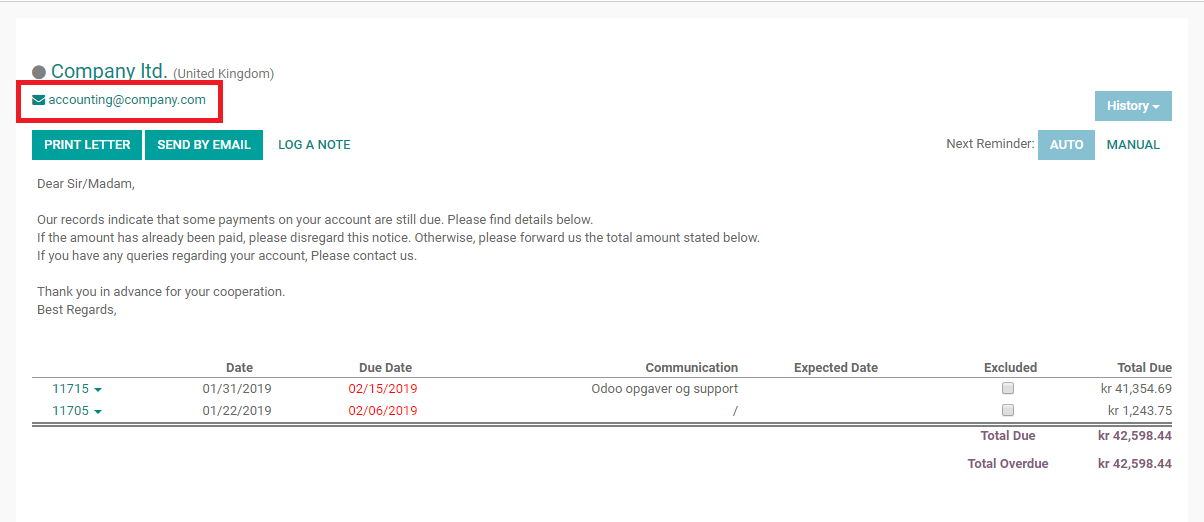 Company ltd. (United Kingdom)
accounting@company.com
History
PRINT LETTER SEND BY EMAIL LOG A NOTE Next Reminder: AUTO MANUAL
Dear Sir/Madam,
Our records indicate that some payments on your account are still due. Please find details below.
If the amount has already been paid, please disregard this notice. Otherwise, please forward us the total amount stated below.
If you have any queries regarding your account, Please contact us.
Thank you in advance for your cooperation.
Best Regards,
Date Due Date Communication Expected Date Excluded Total Due
11715 01/31/2019 02/15/2019 Odoo opgaver og support kr 41,354.69
11705 01/22/2019 02/06/2019 / kr 1,243.75
Total Due kr 42,598.44
Total Overdue kr 42,598.44